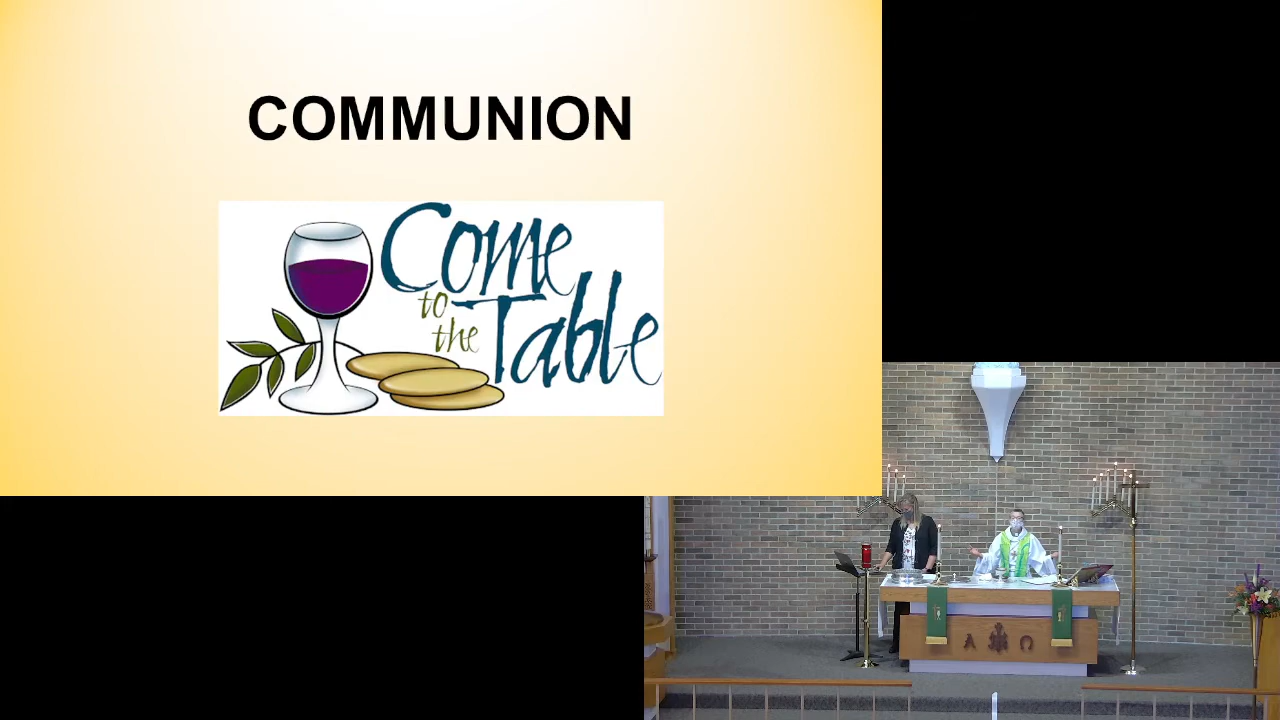 COMMUNION
Come
to
the
Table
Α Ω